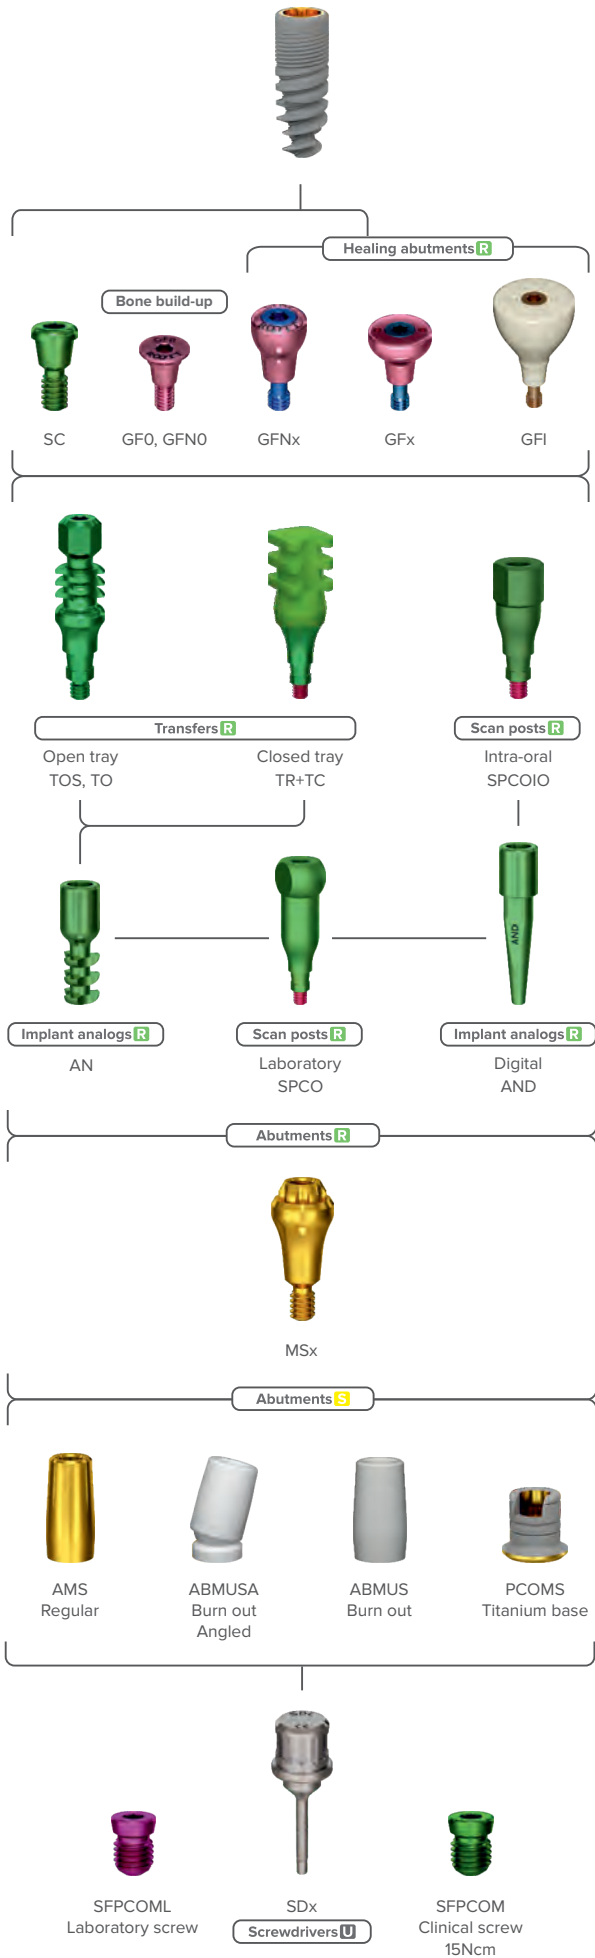 Healing abutments R
Bone build-up
SC
GF0, GFN0
GFNx
GFx
GFI
Transfers R
Scan posts R
Open tray
TOS, TO
Closed tray
TR+TC
Intra-oral
SPCOIO
AND
Implant analogs R
Scan posts R
Implant analogs R
AN
Laboratory
SPCO
Digital
AND
Abutments R
MSx
Abutments S
AMS
Regular
ABMUSA
Burn out
Angled
ABMUS
Burn out
PCOMS
Titanium base
SFPCOML
Laboratory screw
SDx
Screwdrivers U
SFPCOM
Clinical screw
15Ncm